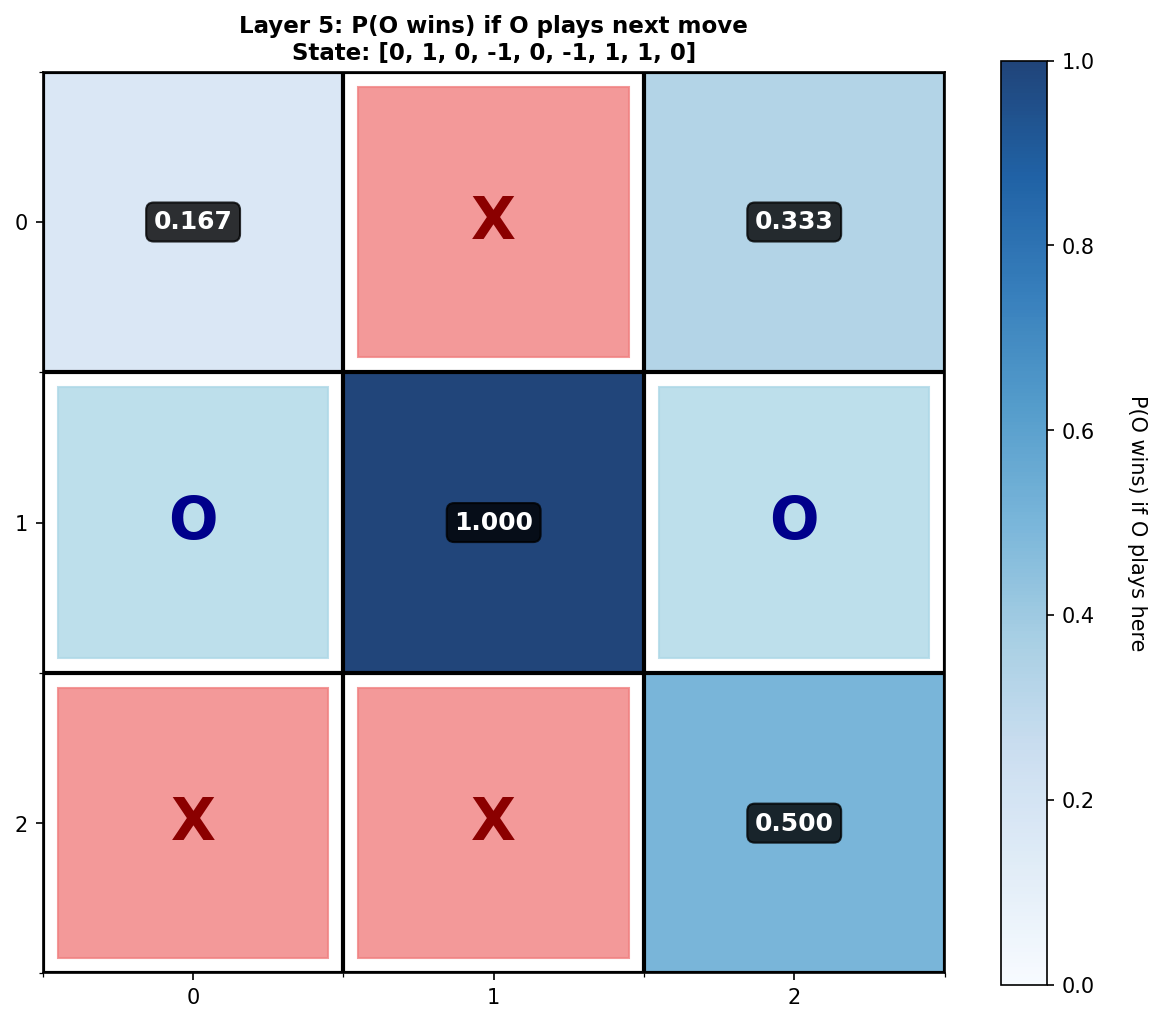 Layer 5: P(O wins) if O plays next move
State: [0, 1, 0, -1, 0, -1, 1, 1, 0]
0
0.167
X
0.333
1
O
1.000
O
2
X
X
0.500
0
1
2
1.0
0.8
0.6
0.4
0.2
0.0
P(O wins) if O plays here